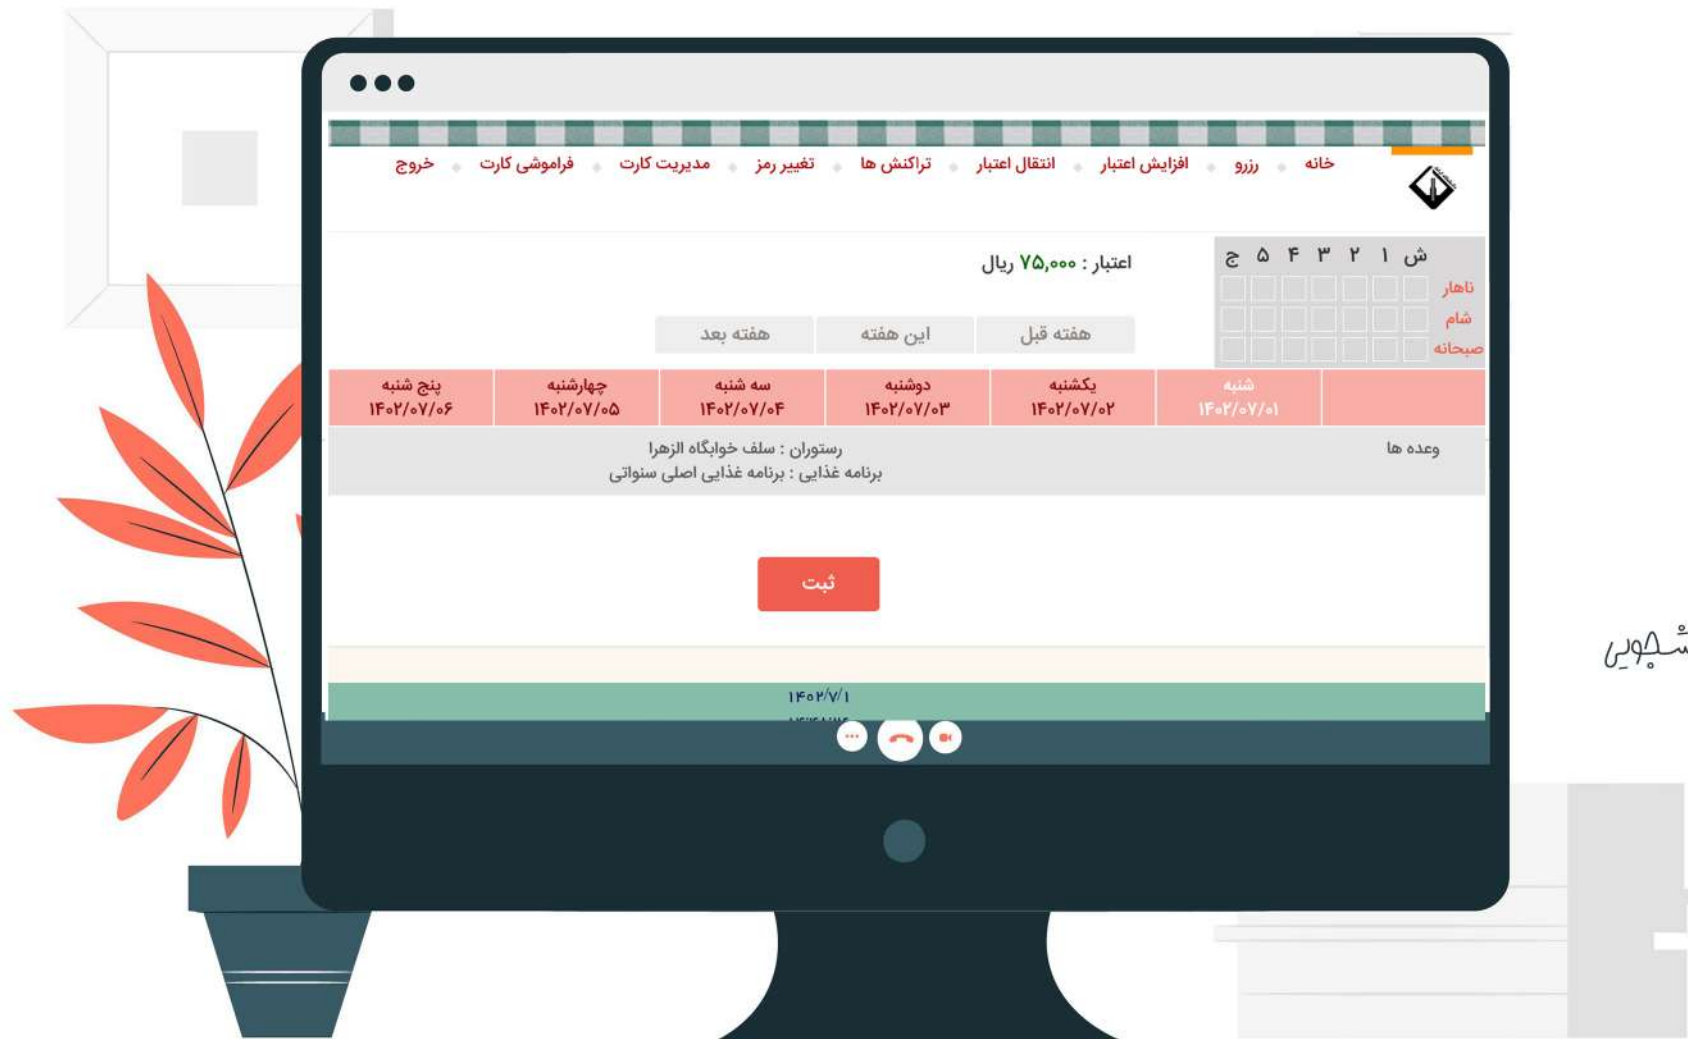 خانه رزرو افزایش اعتبار انتقال اعتبار تراکنش ها تغییر رمز مدیریت کارت فراموشی کارت خروج
ش ۱ ۲ ۳ ۴ ۵ ج
ناهار
شام
صبحانه
اعتبار : ۷۵,۰۰۰ ریال
هفته قبل این هفته هفته بعد
شنبه یکشنبه دوشنبه سه شنبه چهارشنبه پنج شنبه
۱۴۰۲/۰۷/۰۱ ۱۴۰۲/۰۷/۰۲ ۱۴۰۲/۰۷/۰۳ ۱۴۰۲/۰۷/۰۴ ۱۴۰۲/۰۷/۰۵ ۱۴۰۲/۰۷/۰۶
وعده ها رستوران : سلف خوابگاه الزهرا
برنامه غذایی : برنامه غذایی اصلی سنواتی
ثبت
۱۴۰۲/۷/۱